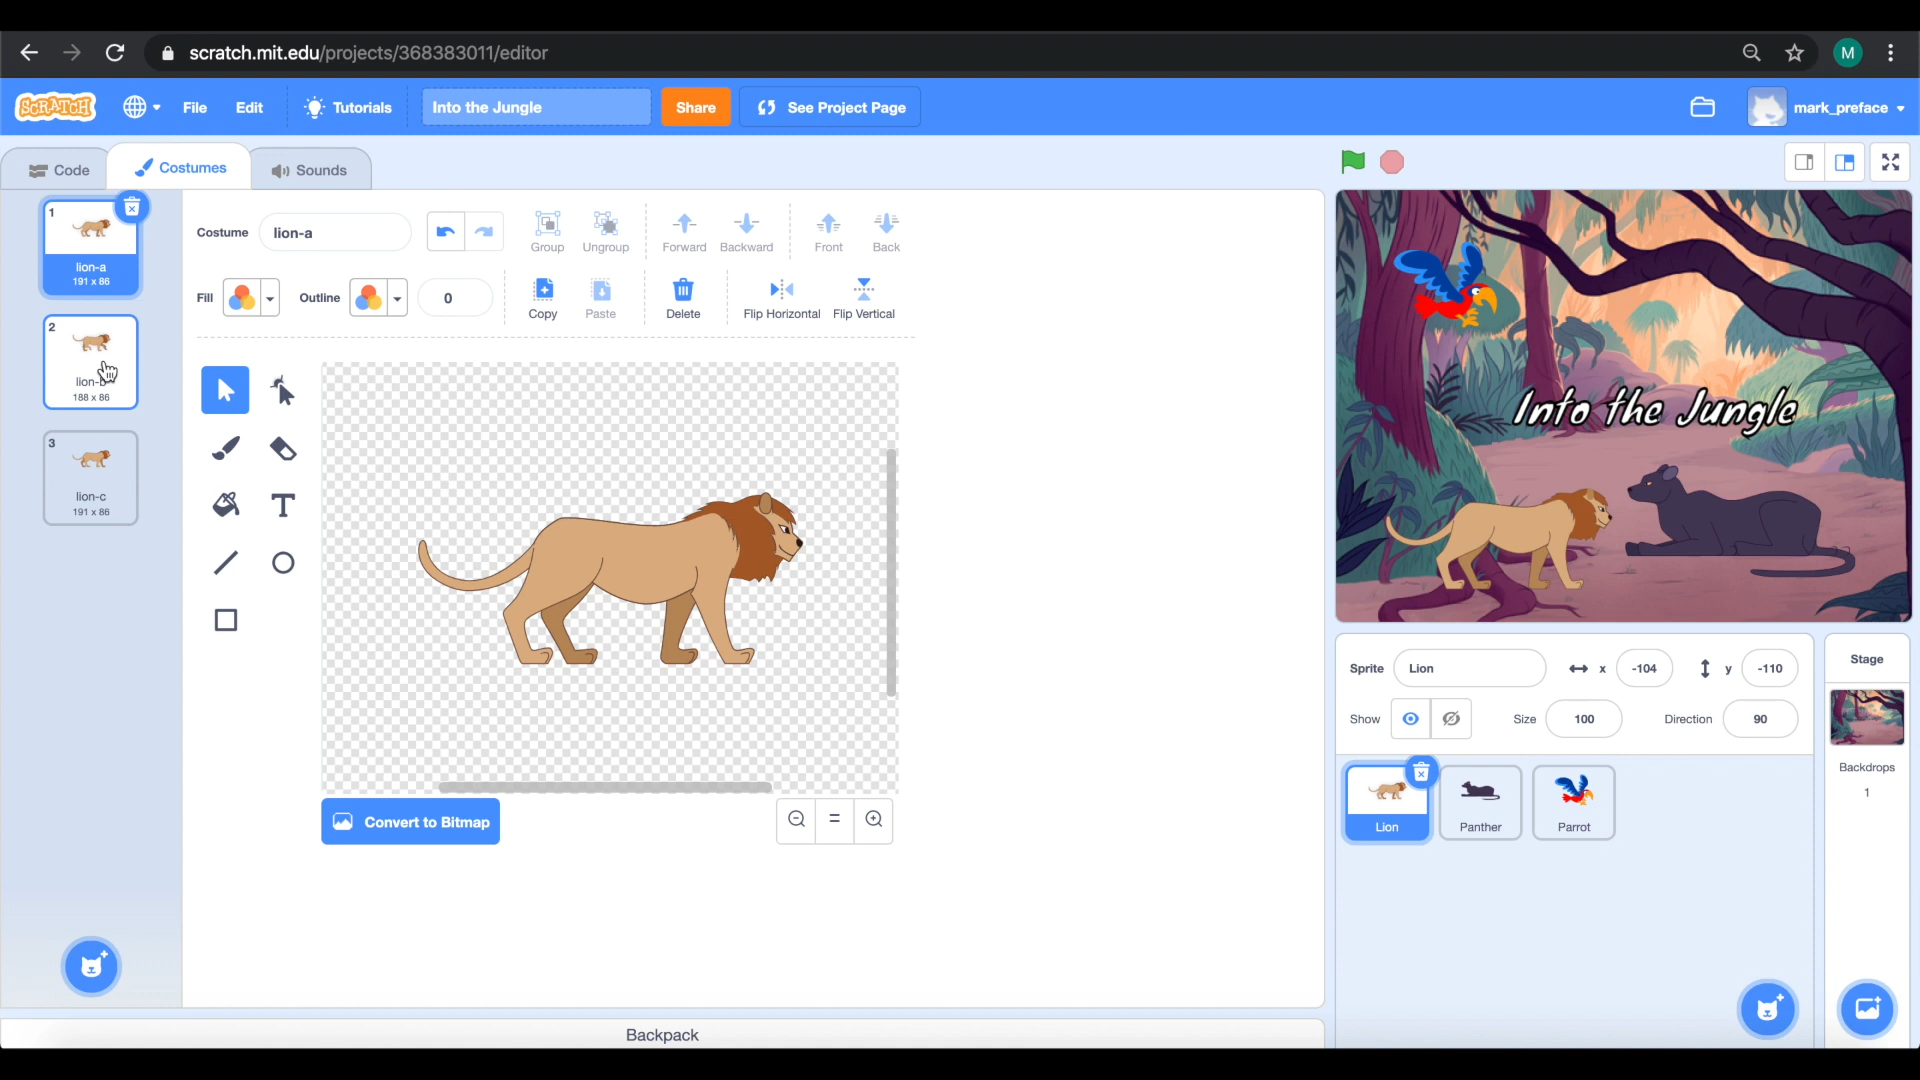 scratch.mit.edu/projects/368383011/editor
M
SCRATCH
File
Edit
Tutorials
Into the Jungle
Share
See Project Page
mark_preface
Code
Costumes
Sounds
1
lion-a
191 x 86
2
lion-b
188 x 86
3
lion-c
191 x 86
Costume
lion-a
Group
Ungroup
Forward
Backward
Front
Back
Fill
Outline
0
Copy
Paste
Delete
Flip Horizontal
Flip Vertical
T
Convert to Bitmap
Backpack
Into the Jungle
Sprite
Lion
x
-104
y
-110
Show
Size
100
Direction
90
Lion
Panther
Parrot
Stage
Backdrops
1